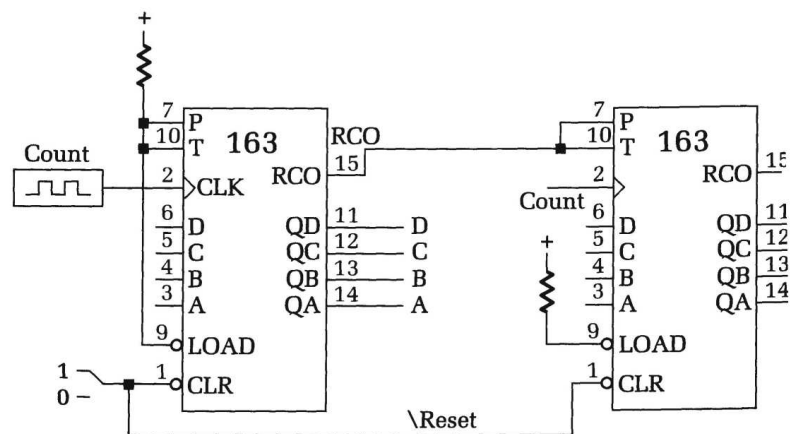 +
7
P
10
T
163
RCO
Count
2
CLK
RCO
15
6
D
QD
11
D
5
C
QC
12
C
4
B
QB
13
B
3
A
QA
14
A
9
LOAD
1
1
CLR
0
\Reset
7
P
10
T
163
2
RCO
15
Count
6
D
QD
11
5
C
QC
12
4
B
QB
13
3
A
QA
14
+
9
LOAD
1
CLR